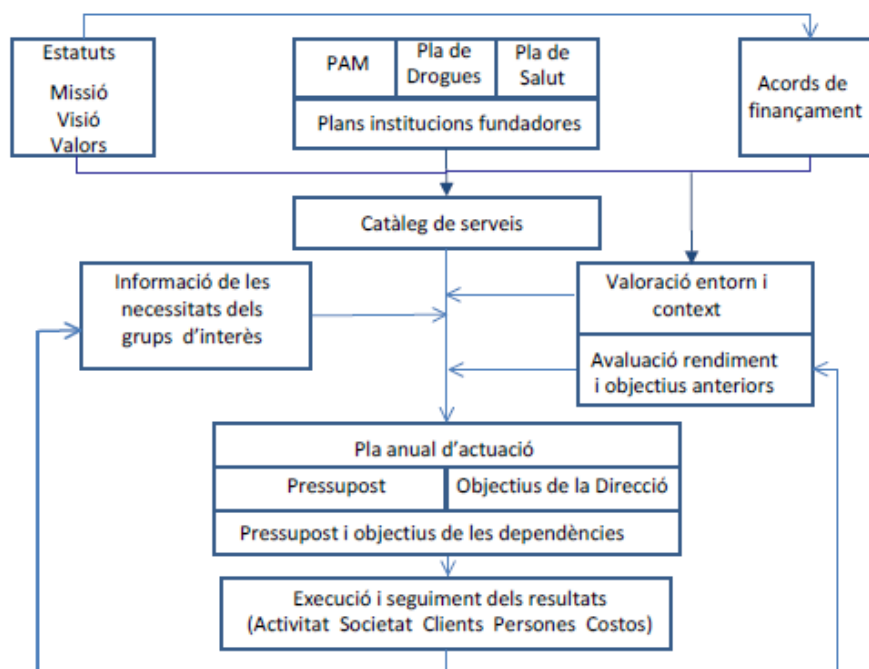 Estatuts
Missió
Visió
Valors
PAM
Pla de
Drogues
Pla de
Salut
Plans institucions fundadores
Acords de
finançament
Catàleg de serveis
Informació de les
necessitats dels
grups d'interès
Valoració entorn i
context
Avaluació rendiment
i objectius anteriors
Pla anual d'actuació
Pressupost
Objectius de la Direcció
Pressupost i objectius de les dependències
Execució i seguiment dels resultats
(Activitat Societat Clients Persones Costos)